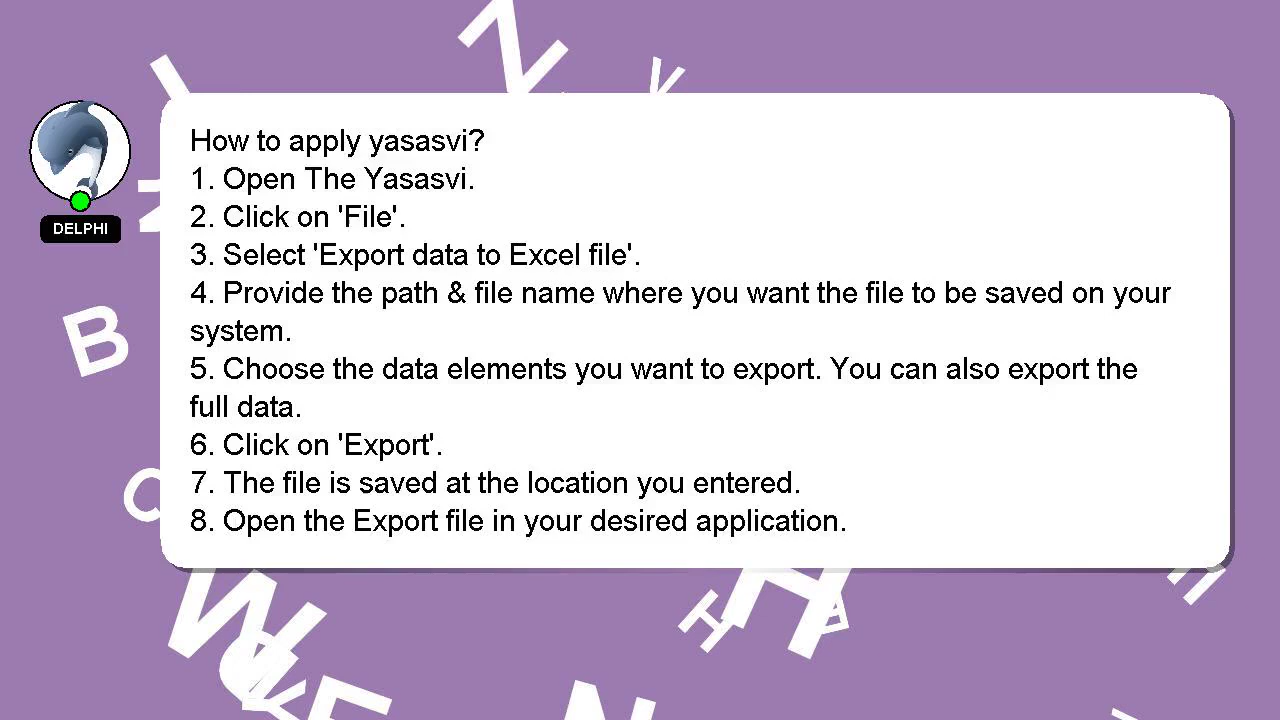 How to apply yasasvi?
1. Open The Yasasvi.
2. Click on 'File'.
3. Select 'Export data to Excel file'.
4. Provide the path & file name where you want the file to be saved on your
system.
5. Choose the data elements you want to export. You can also export the
full data.
6. Click on 'Export'.
7. The file is saved at the location you entered.
8. Open the Export file in your desired application.
DELPHI